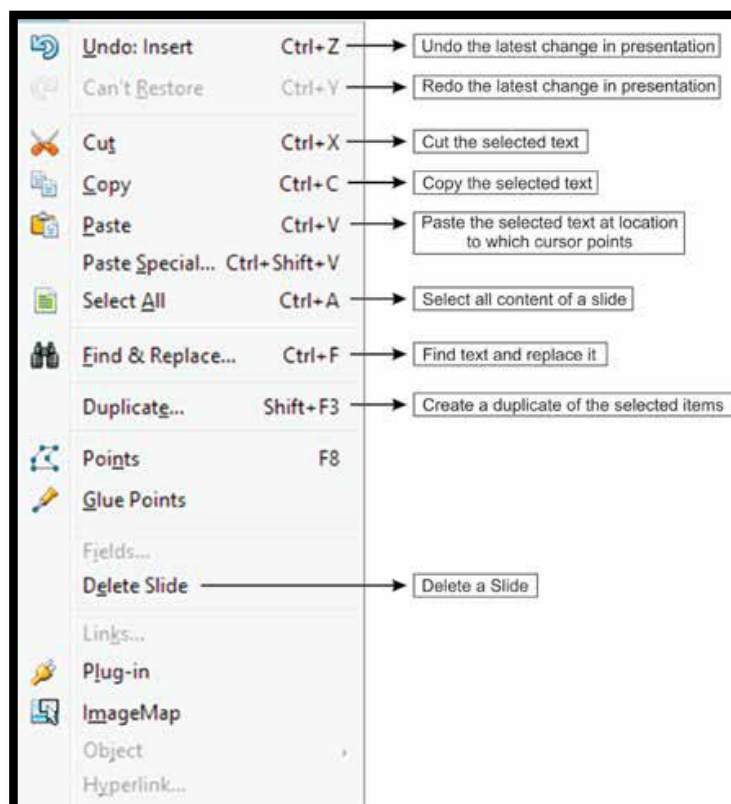 Undo: Insert Ctrl+Z Undo the latest change in presentation
Can't Restore Ctrl+Y Redo the latest change in presentation
Cut Ctrl+X Cut the selected text
Copy Ctrl+C Copy the selected text
Paste Ctrl+V Paste the selected text at location
to which cursor points
Paste Special... Ctrl+Shift+V
Select All Ctrl+A Select all content of a slide
Find & Replace... Ctrl+F Find text and replace it
Duplicate... Shift+F3 Create a duplicate of the selected items
Points F8
Glue Points
Fields...
Delete Slide Delete a Slide
Links...
Plug-in
ImageMap
Object
Hyperlink...